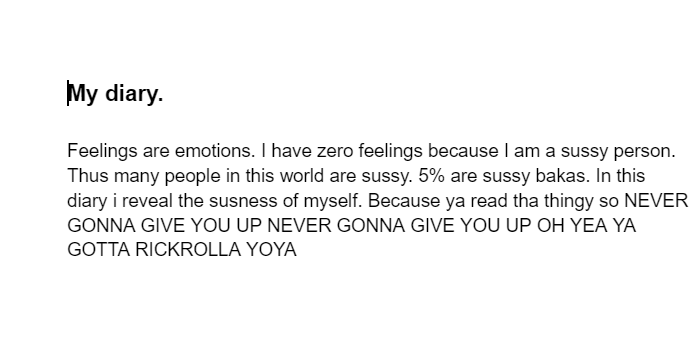 My diary.
Feelings are emotions. I have zero feelings because I am a sussy person.
Thus many people in this world are sussy. 5% are sussy bakas. In this
diary i reveal the susness of myself. Because ya read tha thingy so NEVER
GONNA GIVE YOU UP NEVER GONNA GIVE YOU UP OH YEA YA
GOTTA RICKROLLA YOYA